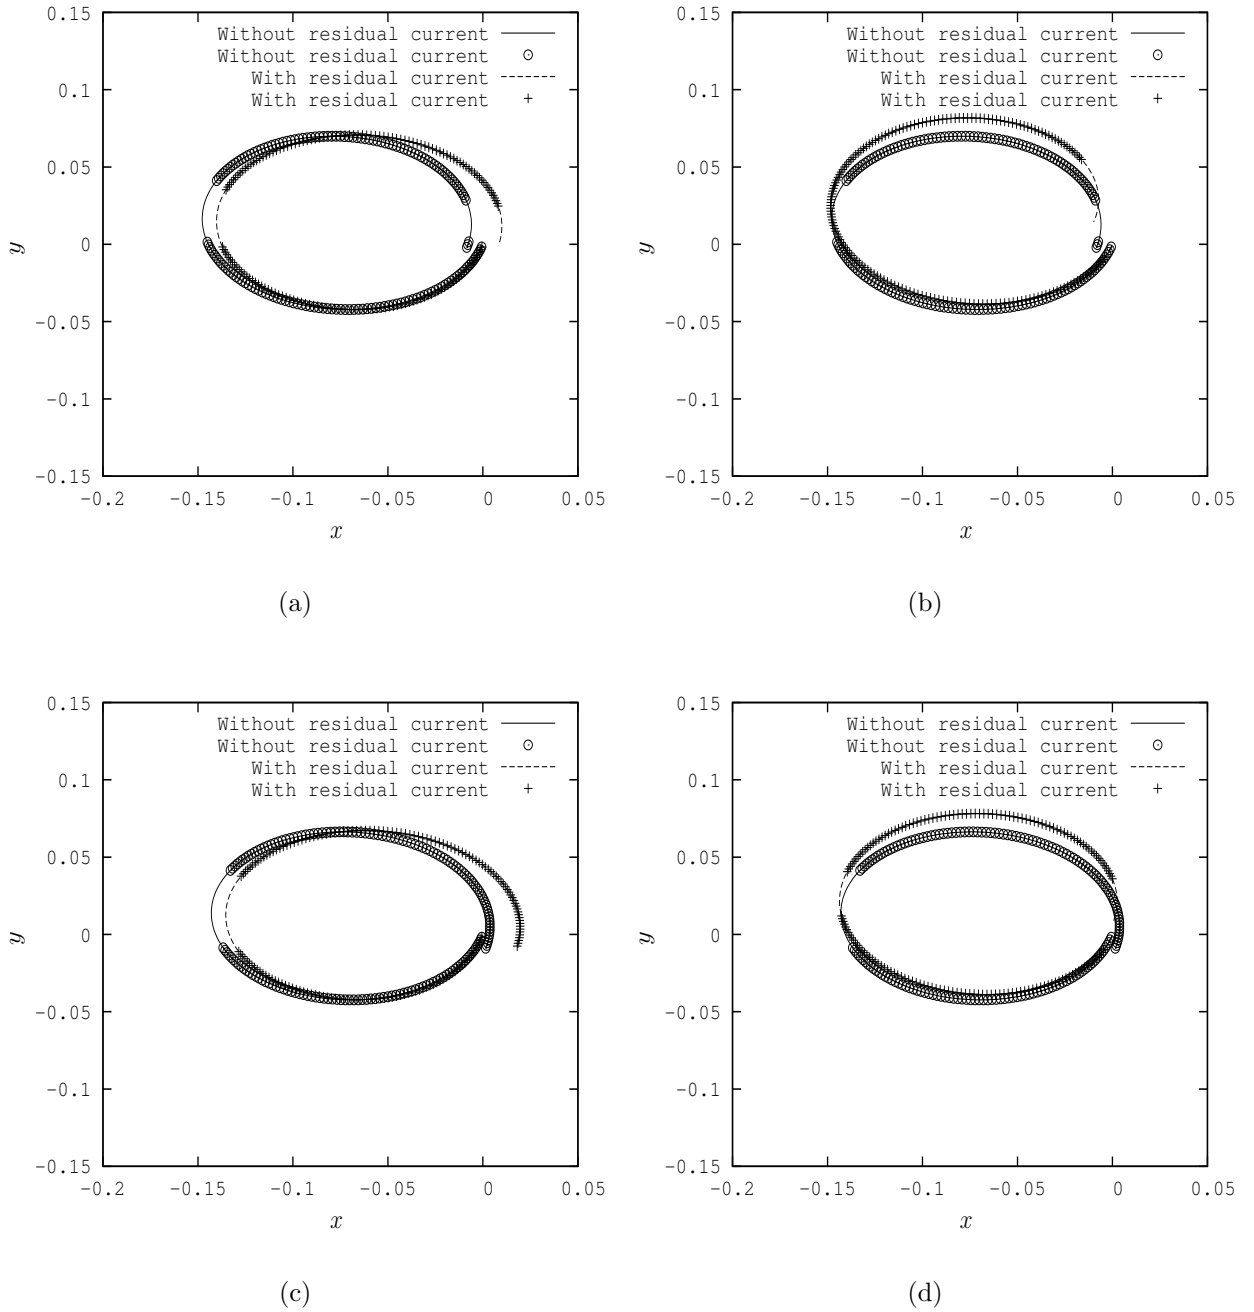 0.15
0.1
0.05
0
-0.05
-0.1
-0.15
-0.2 -0.15 -0.1 -0.05 0 0.05
y
x
Without residual current
Without residual current
With residual current
With residual current
(a)
0.15
0.1
0.05
0
-0.05
-0.1
-0.15
-0.2 -0.15 -0.1 -0.05 0 0.05
y
x
Without residual current
Without residual current
With residual current
With residual current
(b)
0.15
0.1
0.05
0
-0.05
-0.1
-0.15
-0.2 -0.15 -0.1 -0.05 0 0.05
y
x
Without residual current
Without residual current
With residual current
With residual current
(c)
0.15
0.1
0.05
0
-0.05
-0.1
-0.15
-0.2 -0.15 -0.1 -0.05 0 0.05
y
x
Without residual current
Without residual current
With residual current
With residual current
(d)